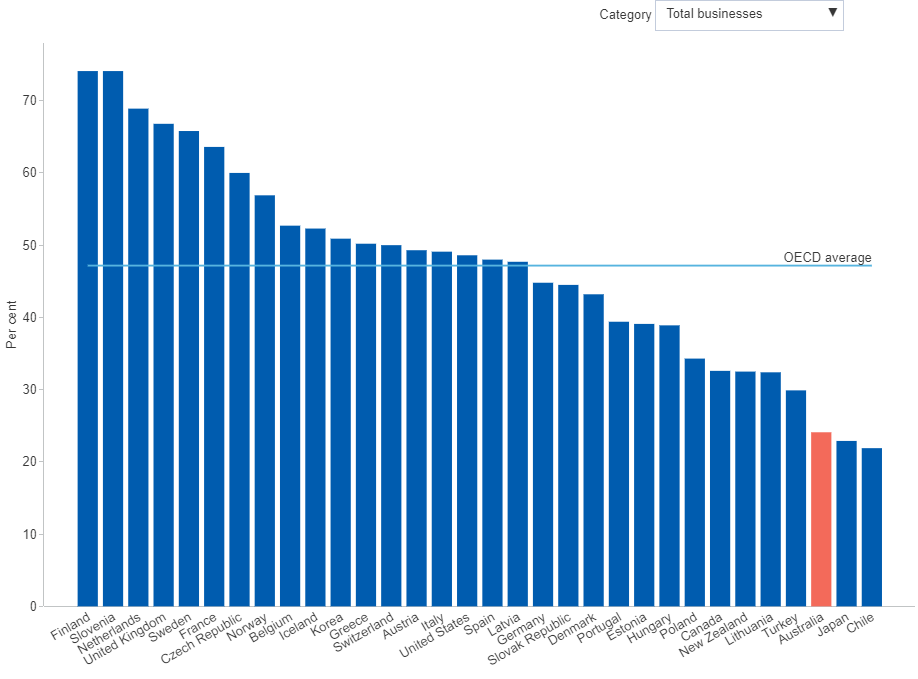 Category Total businesses
70
60
50
40
30
20
10
0
Per cent
OECD average
Finland
Slovenia
Netherlands
United Kingdom
Sweden
France
Czech Republic
Norway
Belgium
Iceland
Korea
Greece
Switzerland
Austria
Italy
United States
Spain
Latvia
Germany
Slovak Republic
Denmark
Portugal
Estonia
Hungary
Poland
Canada
New Zealand
Lithuania
Turkey
Australia
Japan
Chile